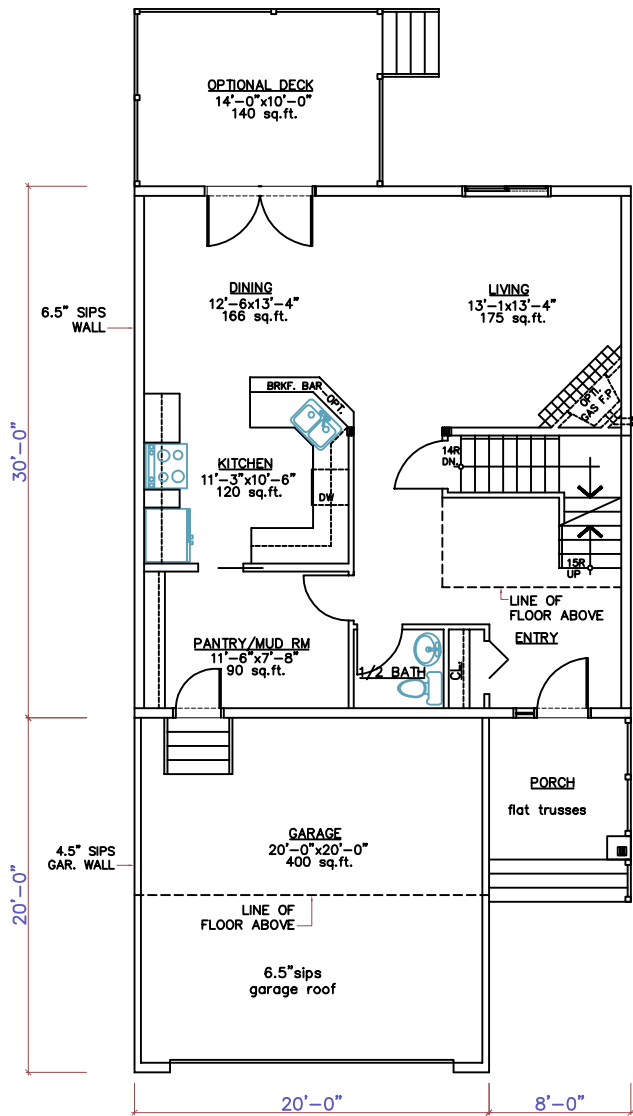 OPTIONAL DECK
14'-0"x10'-0"
140 sq.ft.
DINING
12'-6x13'-4"
166 sq.ft.
LIVING
13'-1x13'-4"
175 sq.ft.
6.5" SIPS
WALL
BRKF. BAR
OPT.
OPT.
GAS F.P.
30'-0"
KITCHEN
11'-3"x10'-6"
120 sq.ft.
DW
14R
DN.
15R
UP
LINE OF
FLOOR ABOVE
ENTRY
PANTRY/MUD RM
11'-6"x7'-8"
90 sq.ft.
1/2 BATH
CL.
PORCH
flat trusses
GARAGE
20'-0"x20'-0"
400 sq.ft.
4.5" SIPS
GAR. WALL
20'-0"
LINE OF
FLOOR ABOVE
6.5"sips
garage roof
20'-0"
8'-0"